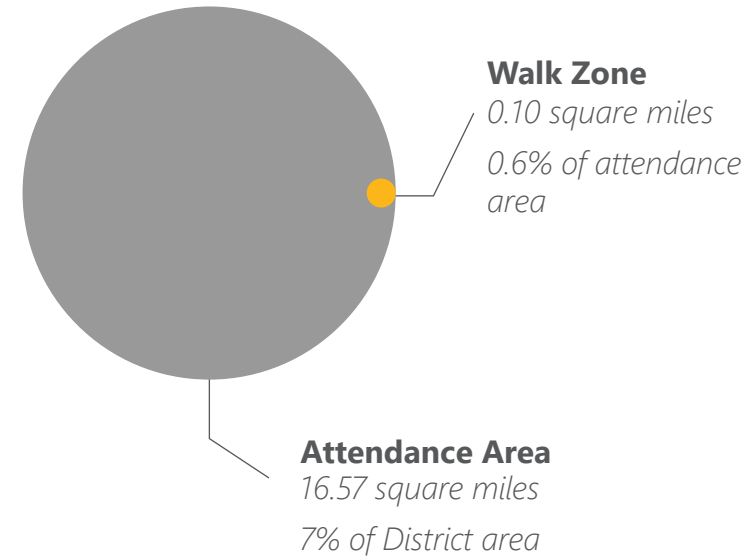 Walk Zone
0.10 square miles
0.6% of attendance
area
Attendance Area
16.57 square miles
7% of District area